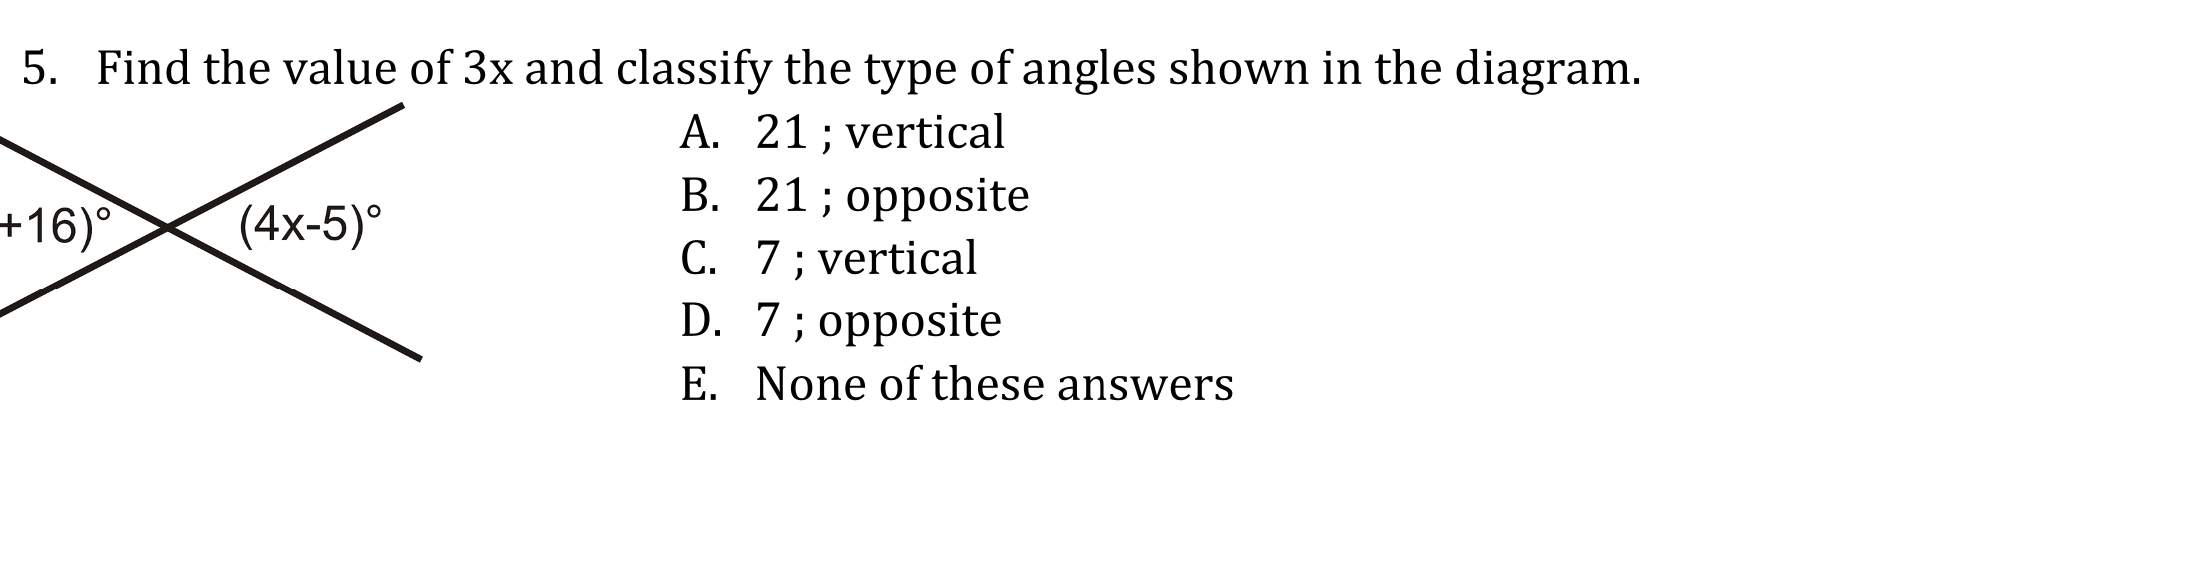 5. Find the value of 3x and classify the type of angles shown in the diagram.
+16)° (4x-5)°
A. 21 ; vertical
B. 21 ; opposite
C. 7 ; vertical
D. 7 ; opposite
E. None of these answers